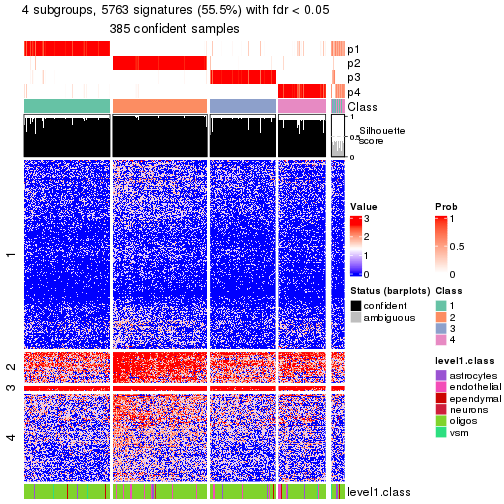 4 subgroups, 5763 signatures (55.5%) with fdr < 0.05
385 confident samples
p1
p2
p3
p4
Class
1
0.5
0
Silhouette
score
1
2
3
4
level1.class
Value
3
2
1
0
Prob
1
0.5
0
Status (barplots)
confident
ambiguous
Class
1
2
3
4
level1.class
astrocytes
endothelial
ependymal
neurons
oligos
vsm